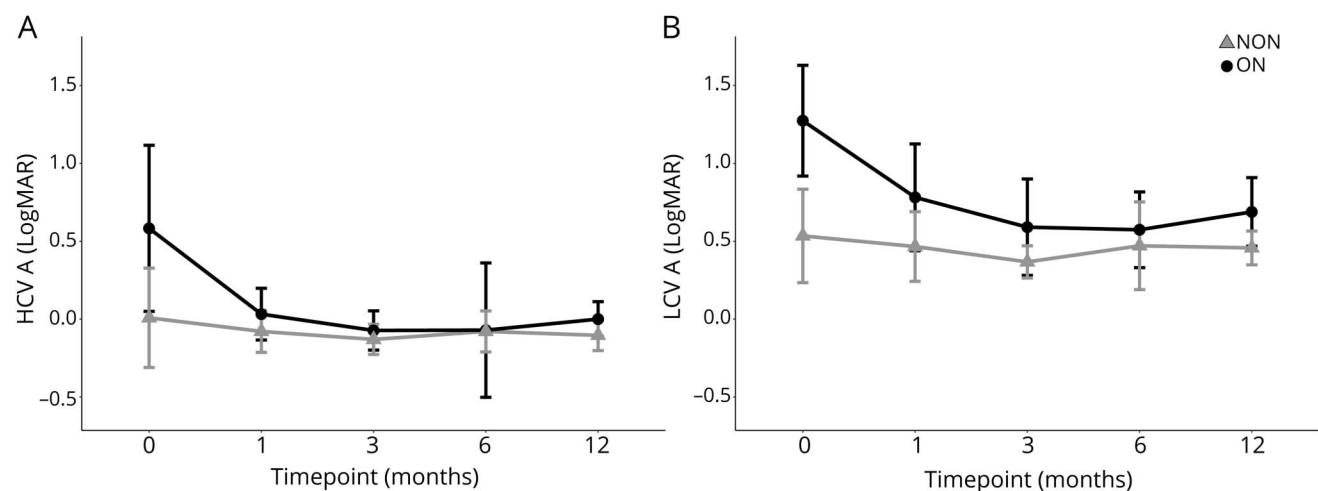 A
HCV A (LogMAR)
1.5
1.0
0.5
0.0
–0.5
0 1 3 6 12
Timepoint (months)
B
NON
ON
LCV A (LogMAR)
1.5
1.0
0.5
0.0
–0.5
0 1 3 6 12
Timepoint (months)